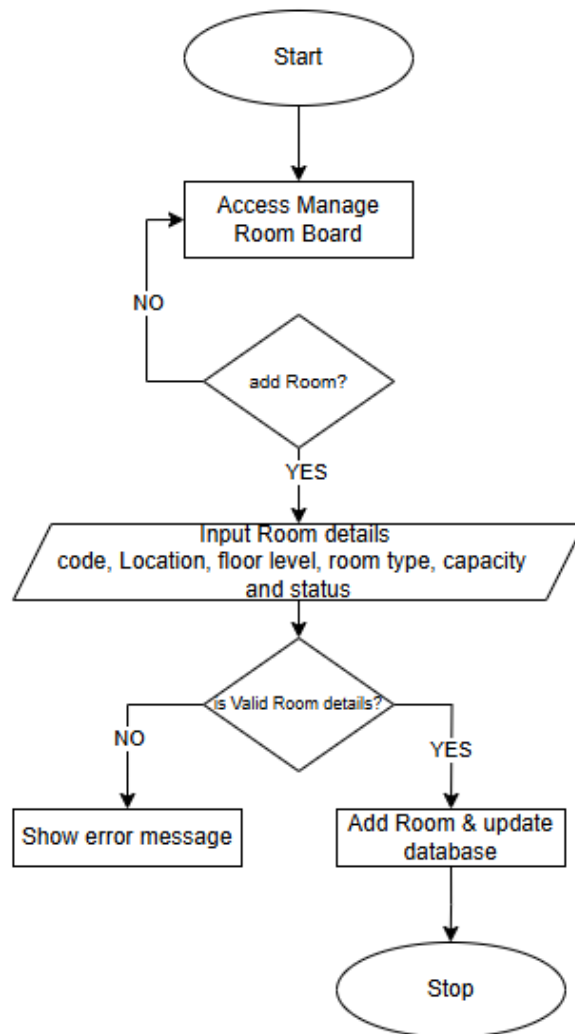 Start
Access Manage
Room Board
NO
add Room?
YES
Input Room details
code, Location, floor level, room type, capacity
and status
is Valid Room details?
NO
YES
Show error message
Add Room & update
database
Stop